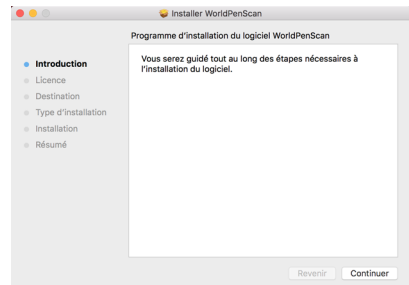 Installer WorldPenScan
Programme d'installation du logiciel WorldPenScan
Introduction
Licence
Destination
Type d'installation
Installation
Résumé
Vous serez guidé tout au long des étapes nécessaires à
l'installation du logiciel.
Revenir
Continuer